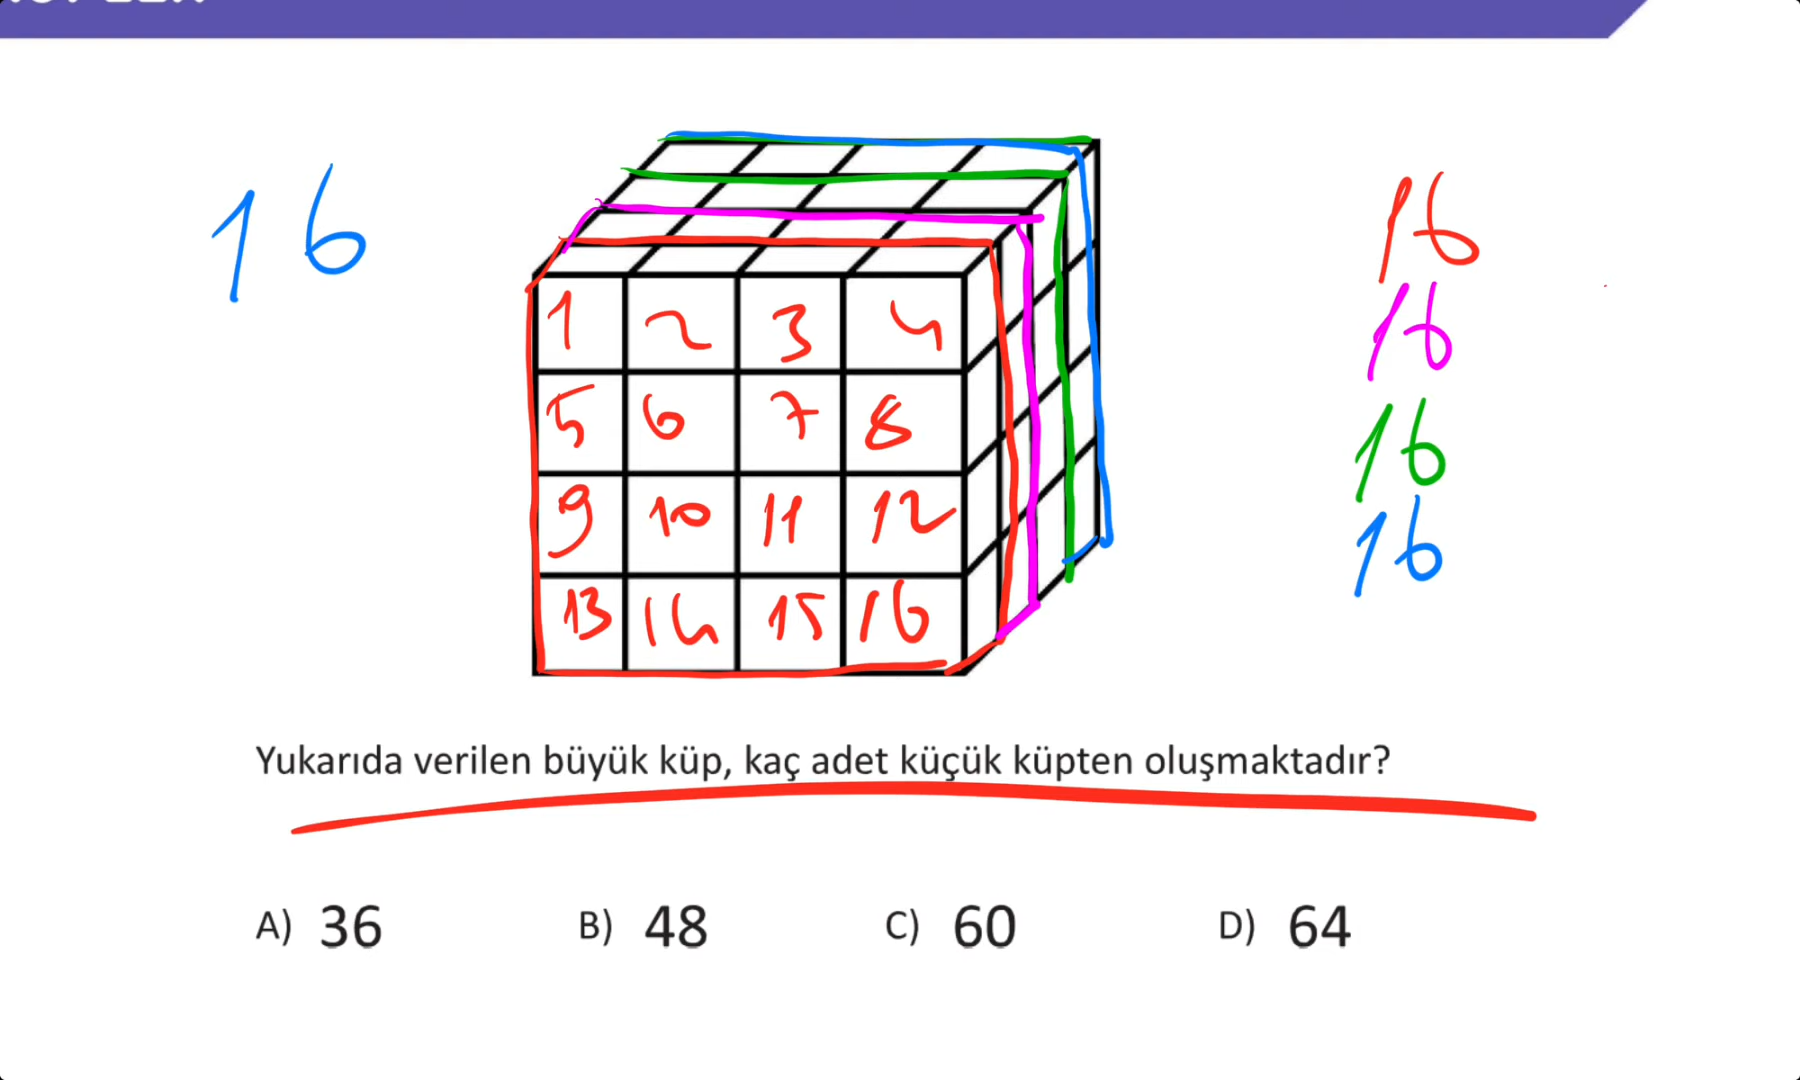 16
16
16
16
16
1 2 3 4
5 6 7 8
9 10 11 12
13 14 15 16
Yukarıda verilen büyük küp, kaç adet küçük küpten oluşmaktadır?
A) 36 B) 48 C) 60 D) 64